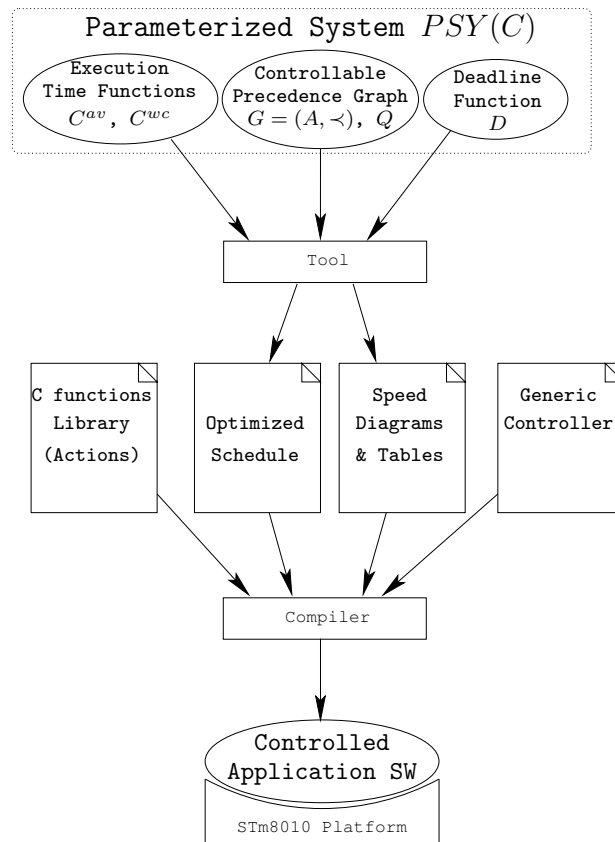 Parameterized System PSY(C)
Execution
Time Functions
C^{av}, C^{wc}
Controllable
Precedence Graph
G = (A, ≺), Q
Deadline
Function
D
Tool
C functions
Library
(Actions)
Optimized
Schedule
Speed
Diagrams
& Tables
Generic
Controller
Compiler
Controlled
Application SW
STm8010 Platform